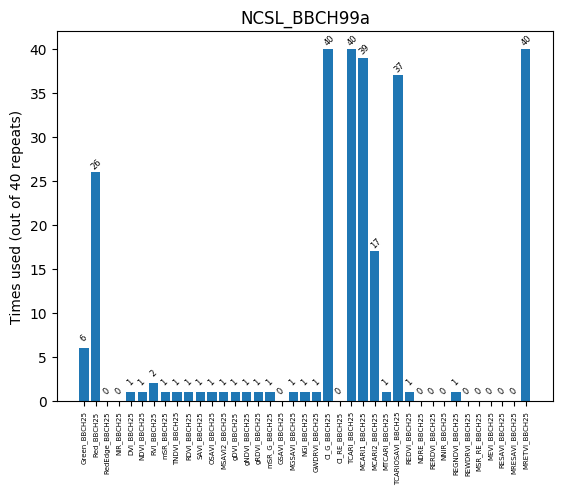 NCSL_BBCH99a
Times used (out of 40 repeats)
40
35
30
25
20
15
10
5
0
6
26
0
0
1
1
2
1
1
1
1
1
1
1
1
1
1
0
1
1
1
40
0
40
39
17
1
37
1
0
0
0
1
0
0
0
0
0
40
Green_BBCH25
Red_BBCH25
RedEdge_BBCH25
NIR_BBCH25
DVI_BBCH25
NDVI_BBCH25
RVI_BBCH25
mSR_BBCH25
TNDVI_BBCH25
RDVI_BBCH25
SAVI_BBCH25
OSAVI_BBCH25
MSAVI2_BBCH25
gDVI_BBCH25
gNDVI_BBCH25
gRDVI_BBCH25
mSR_G_BBCH25
GSAVI_BBCH25
MGSAVI_BBCH25
NGI_BBCH25
GWDRVI_BBCH25
CI_G_BBCH25
CI_RE_BBCH25
TCARI_BBCH25
MCARI1_BBCH25
MCARI2_BBCH25
MTCARI_BBCH25
TCARIOSAVI_BBCH25
REDVI_BBCH25
NDRE_BBCH25
RERDVI_BBCH25
NNIR_BBCH25
REGNDVI_BBCH25
REWDRVI_BBCH25
MSR_RE_BBCH25
MEVI_BBCH25
RESAVI_BBCH25
MRESAVI_BBCH25
MRETVI_BBCH25